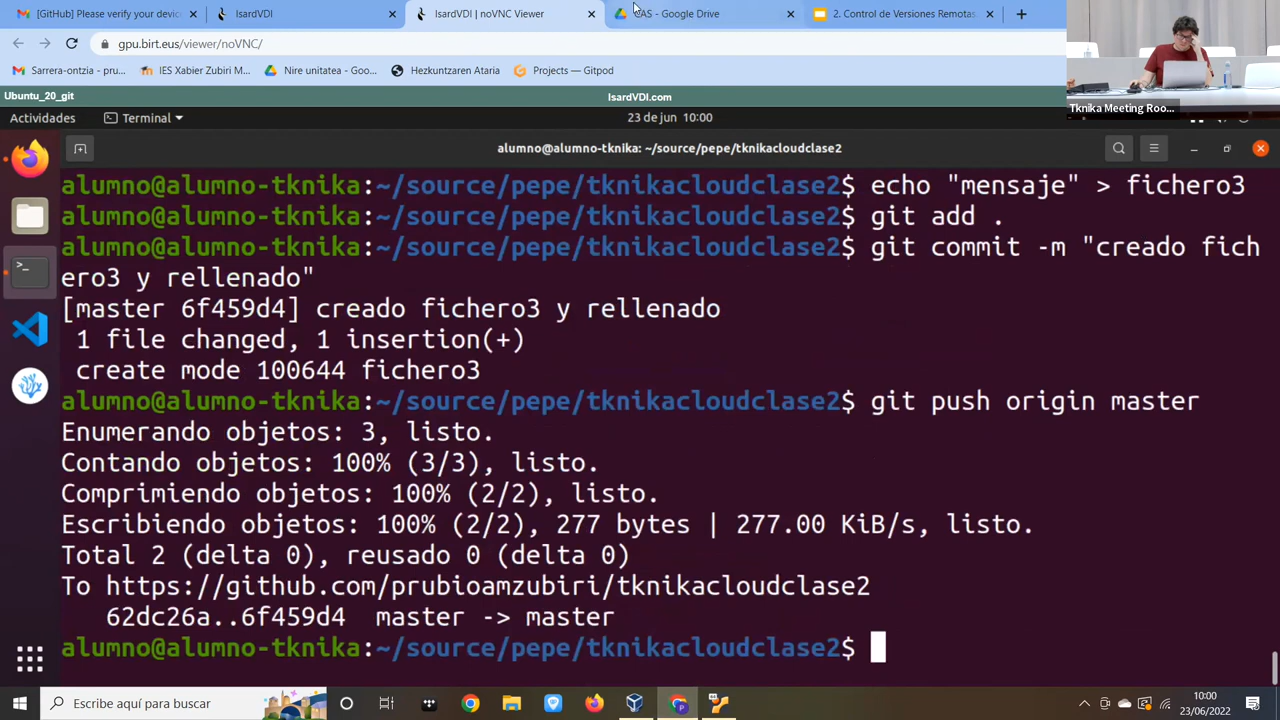 [GitHub] Please verify your device
IsardVDI
IsardVDI | noVNC Viewer
CAS - Google Drive
2. Control de Versiones Remotas
gpu.birt.eus/viewer/noVNC/
Sarrera-ontzia - pru...
IES Xabier Zubiri M...
Nire unitatea - Goo...
Hezkuntzaren Ataria
Projects — Gitpod
Tknika Meeting Roo...
Ubuntu_20_git
IsardVDI.com
Actividades
Terminal
23 de jun 10:00
alumno@alumno-tknika: ~/source/pepe/tknikacloudclase2
alumno@alumno-tknika:~/source/pepe/tknikacloudclase2$ echo "mensaje" > fichero3
alumno@alumno-tknika:~/source/pepe/tknikacloudclase2$ git add .
alumno@alumno-tknika:~/source/pepe/tknikacloudclase2$ git commit -m "creado fich
ero3 y rellenado"
[master 6f459d4] creado fichero3 y rellenado
1 file changed, 1 insertion(+)
create mode 100644 fichero3
alumno@alumno-tknika:~/source/pepe/tknikacloudclase2$ git push origin master
Enumerando objetos: 3, listo.
Contando objetos: 100% (3/3), listo.
Comprimiendo objetos: 100% (2/2), listo.
Escribiendo objetos: 100% (2/2), 277 bytes | 277.00 KiB/s, listo.
Total 2 (delta 0), reusado 0 (delta 0)
To https://github.com/prubioamzubiri/tknikacloudclase2
62dc26a..6f459d4 master -> master
alumno@alumno-tknika:~/source/pepe/tknikacloudclase2$
Escribe aquí para buscar
10:00
23/06/2022